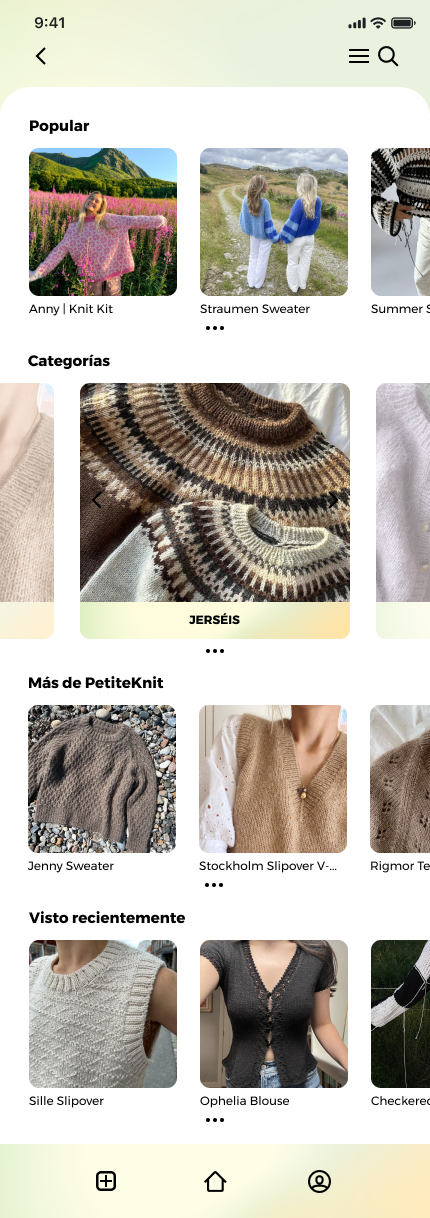 9:41
Popular
Anny | Knit Kit
Straumen Sweater
Summer S
Categorías
JERSÉIS
Más de PetiteKnit
Jenny Sweater
Stockholm Slipover V-...
Rigmor Te
Visto recientemente
Sille Slipover
Ophelia Blouse
Checkered